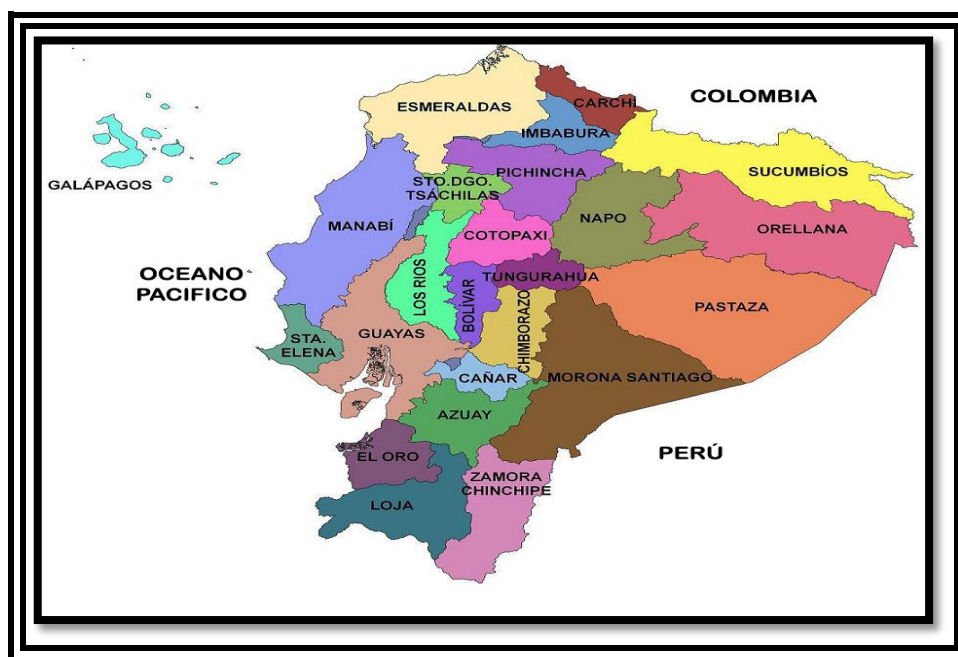 COLOMBIA
CARCHI
ESMERALDAS
IMBABURA
PICHINCHA
SUCUMBÍOS
GALÁPAGOS
STO.DGO.
TSÁCHILAS
NAPO
MANABÍ
COTOPAXI
ORELLANA
OCEANO
PACIFICO
LOS RIOS
BOLÍVAR
TUNGURAHUA
CHIMBORAZO
PASTAZA
STA.
ELENA
GUAYAS
CAÑAR
MORONA SANTIAGO
AZUAY
PERÚ
EL ORO
ZAMORA
CHINCHIPE
LOJA